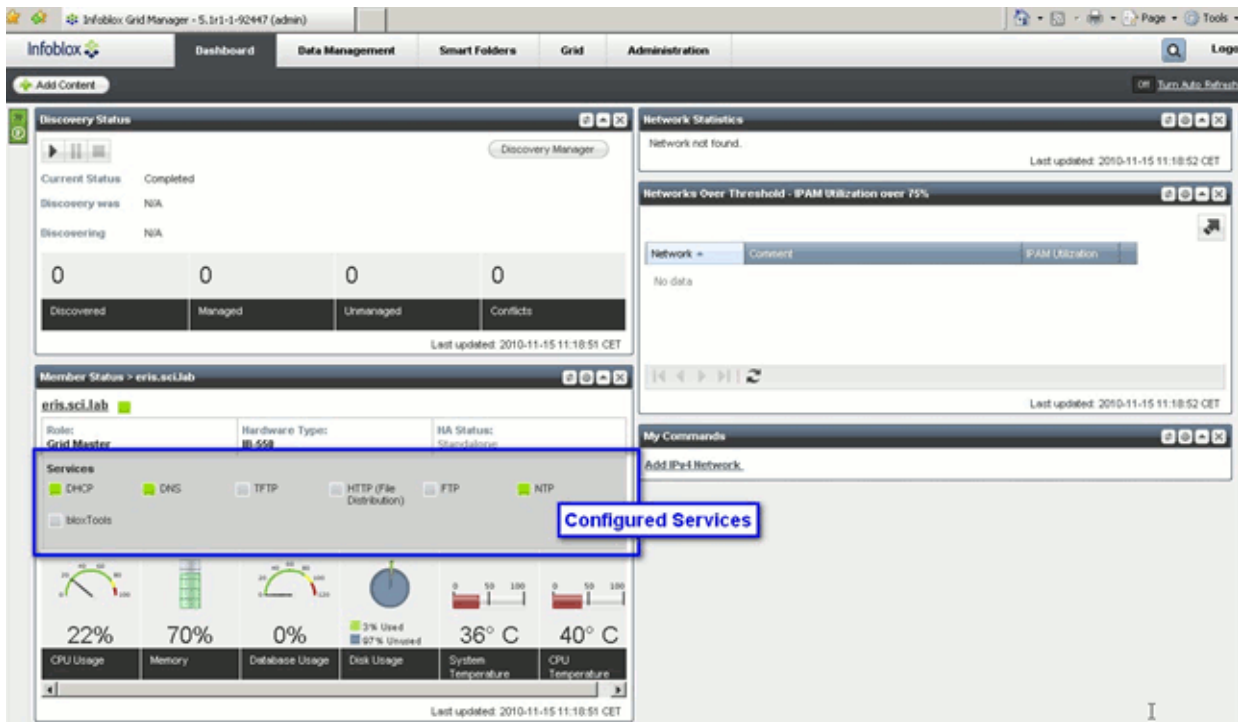 Infoblox Grid Manager - 5.1r1-1-92447 (admin)
Page
Tools
Infoblox
Dashboard
Data Management
Smart Folders
Grid
Administration
Add Content
Off Turn Auto Refresh
Discovery Status
Discovery Manager
Current Status Completed
Discovery was N/A
Discovering N/A
0 0 0 0
Discovered Managed Unmanaged Conflicts
Last updated: 2010-11-15 11:18:51 CET
Member Status > eris.sci.lab
eris.sci.lab
Role: Hardware Type: HA Status:
Grid Master IB-550 Standalone
Services
DHCP DNS TFTP HTTP (File Distribution) FTP NTP
bloxTools
Configured Services
22% 70% 0% 3% Used 97% Unused 36° C 40° C
CPU Usage Memory Database Usage Disk Usage System Temperature CPU Temperature
Last updated: 2010-11-15 11:18:51 CET
Network Statistics
Network not found.
Last updated: 2010-11-15 11:18:52 CET
Networks Over Threshold - IPAM Utilization over 75%
Network Comment IPAM Utilization
No data
Last updated: 2010-11-15 11:18:52 CET
My Commands
Add IPv4 Network